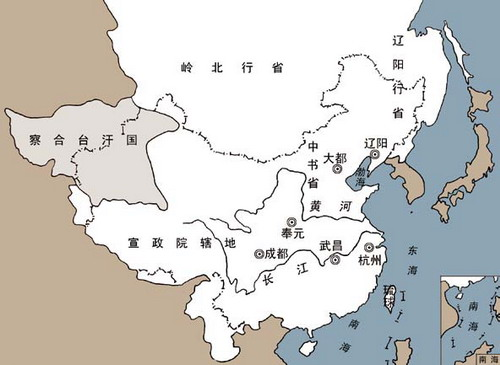 岭北行省
辽阳行省
察合台汗国
中书省
大都
辽阳
渤海
黄河
宣政院辖地
奉元
成都
武昌
杭州
长江
东海
琉球
南海
南海
南海